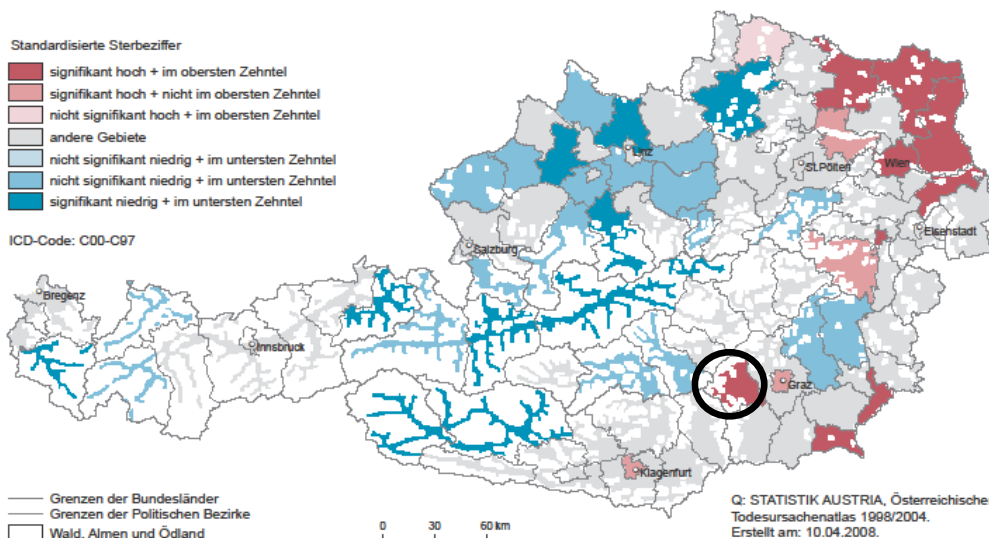 Standardisierte Sterbeziffer
signifikant hoch + im obersten Zehntel
signifikant hoch + nicht im obersten Zehntel
nicht signifikant hoch + im obersten Zehntel
andere Gebiete
nicht signifikant niedrig + im untersten Zehntel
nicht signifikant niedrig + im untersten Zehntel
signifikant niedrig + im untersten Zehntel
ICD-Code: C00-C97
Linz
St.Pölten
Wien
Eisenstadt
Salzburg
Bregenz
Innsbruck
Graz
Klagenfurt
Grenzen der Bundesländer
Grenzen der Politischen Bezirke
Wald, Almen und Ödland
0 30 60 km
Q: STATISTIK AUSTRIA, Österreichischer
Todesursachenatlas 1998/2004.
Erstellt am: 10.04.2008.